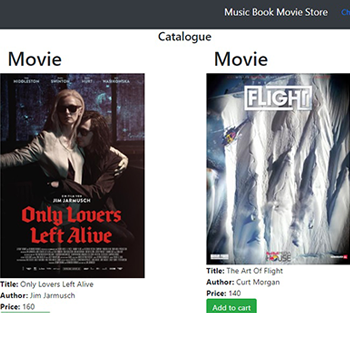 Music Book Movie Store
Catalogue
Movie
Movie
HIDDLESTON
SWINTON
HURT
WASIKOWSKA
EIN FILM VON
JIM JARMUSCH
Only Lovers
Left Alive
FLIGHT
Title: Only Lovers Left Alive
Author: Jim Jarmusch
Price: 160
Title: The Art Of Flight
Author: Curt Morgan
Price: 140
Add to cart